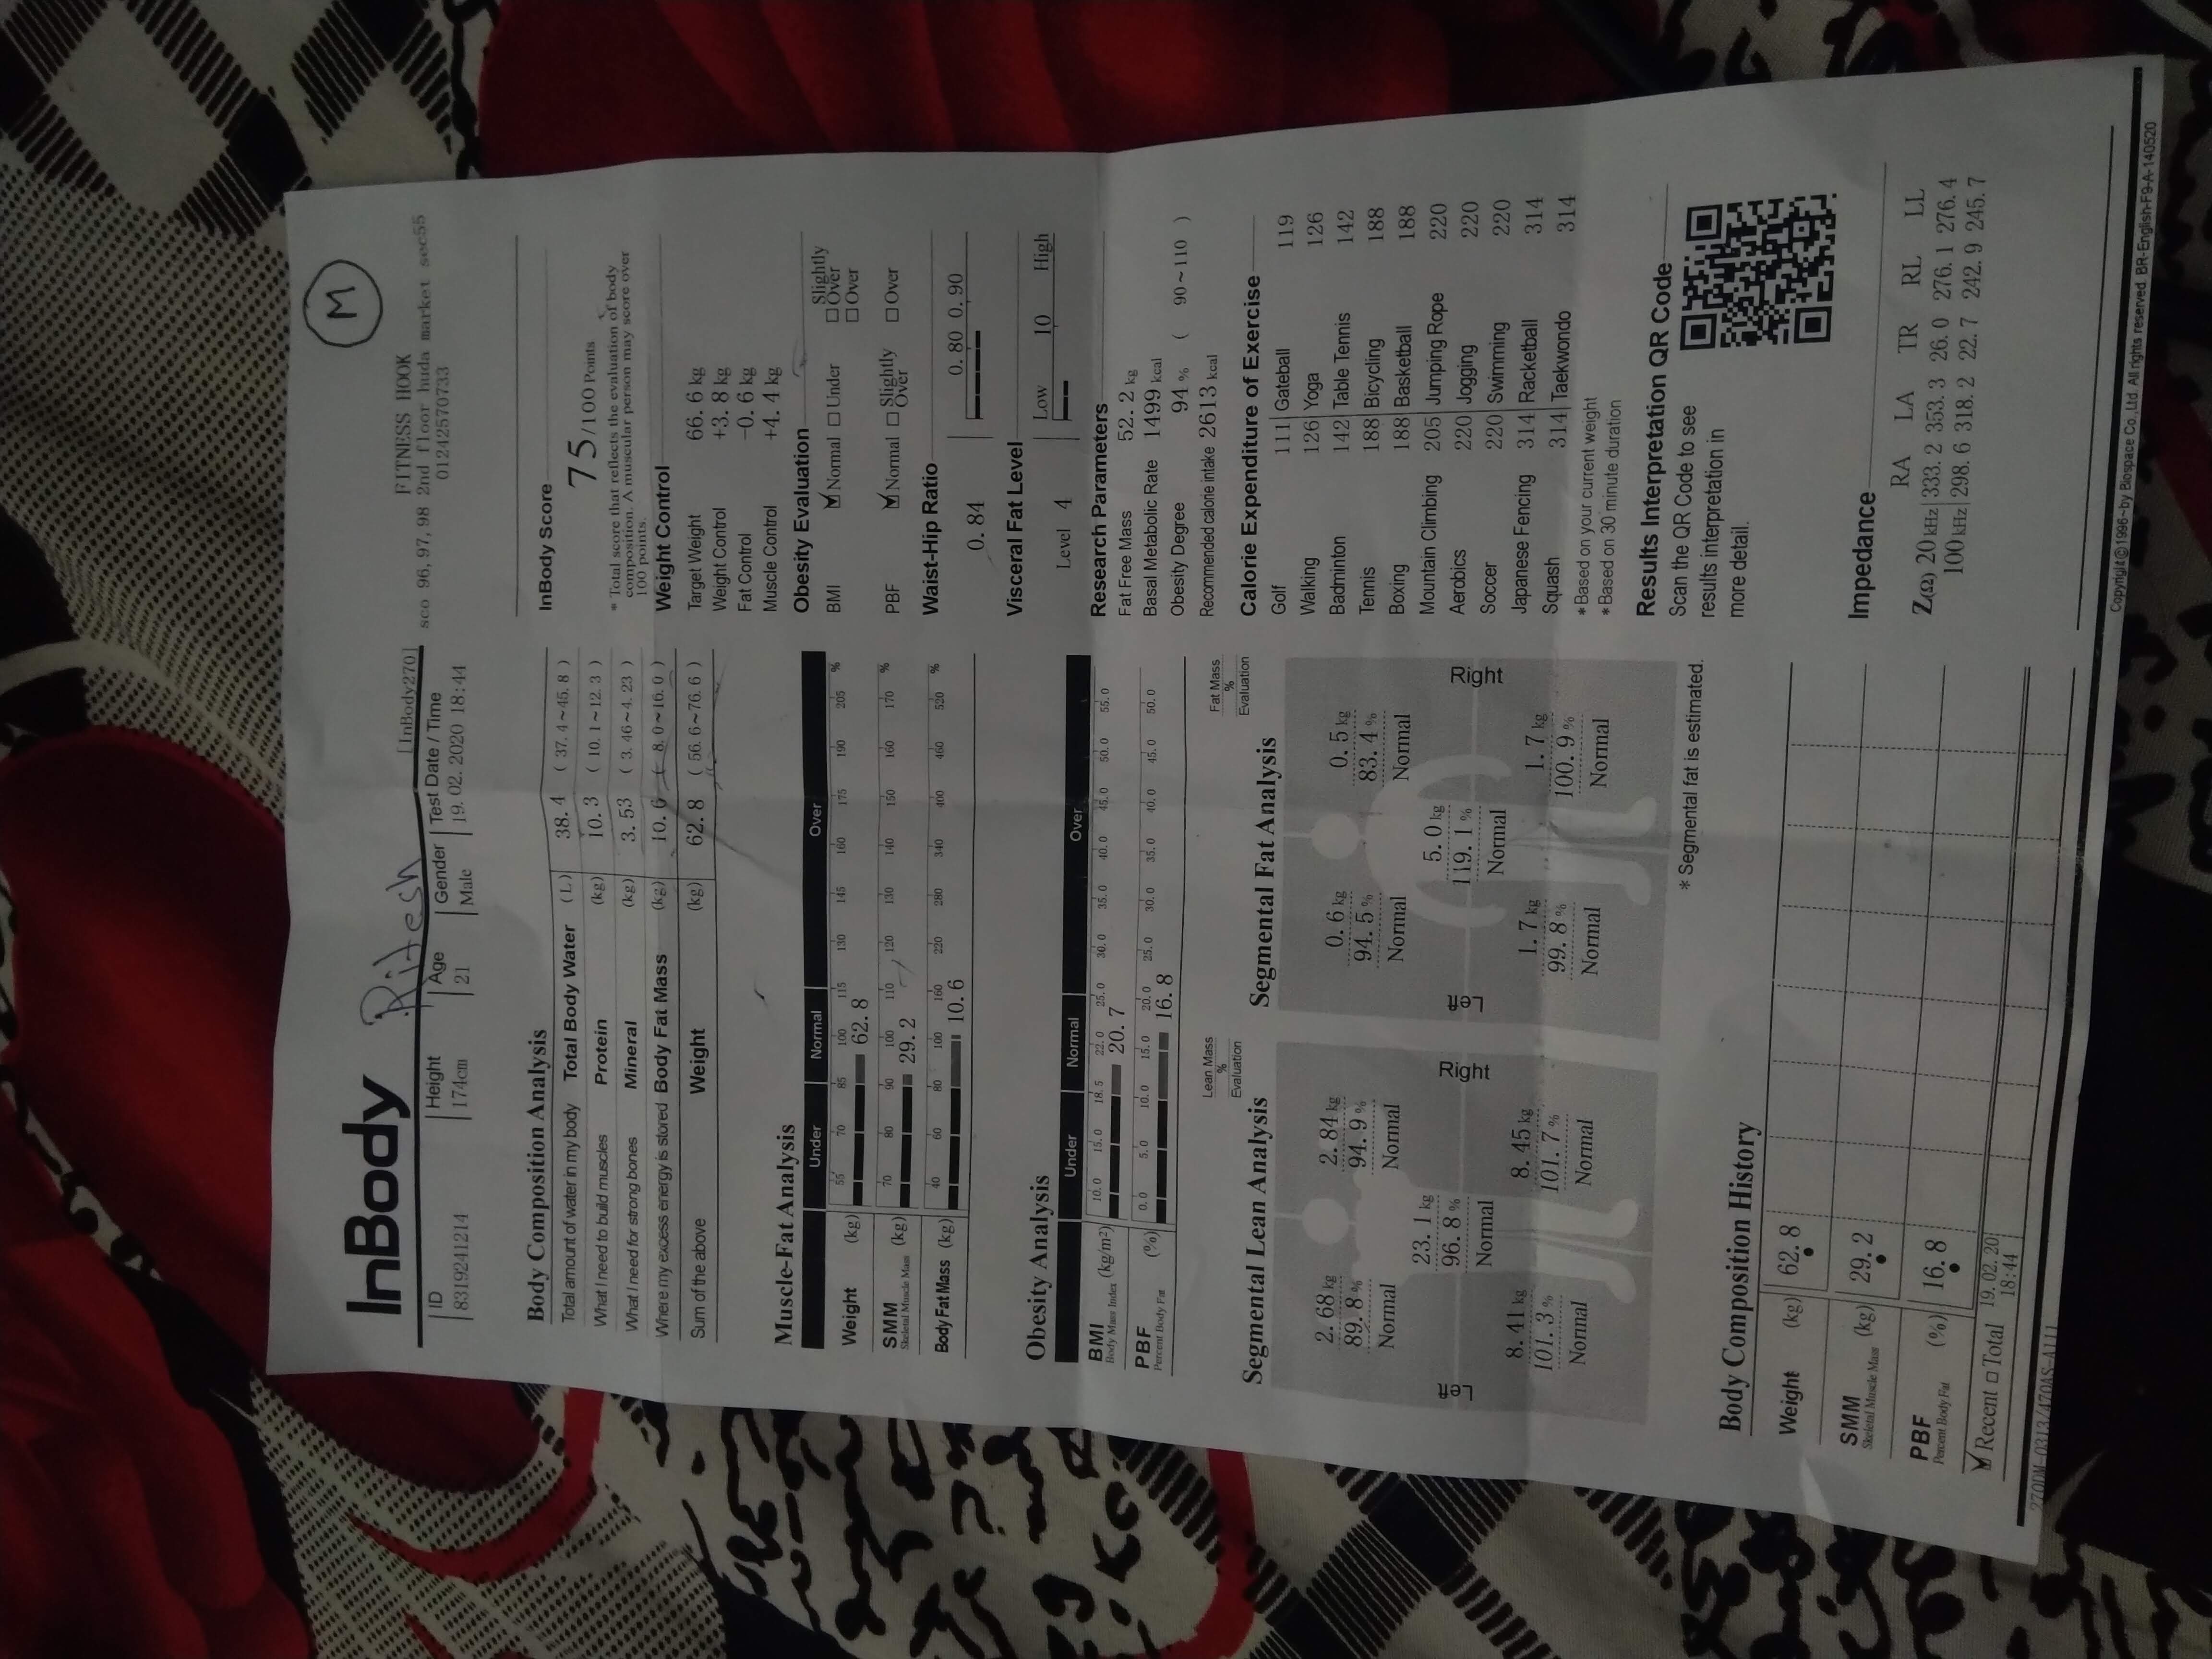 M
InBody
Ritesh
[InBody270]
ID
8319241214
Height
174cm
Age
21
Gender
Male
Test Date / Time
19. 02. 2020 18:44
FITNESS HOOK
sco 96, 97, 98 2nd floor huda market sec55
01242570733
Body Composition Analysis
Total amount of water in my body Total Body Water (L) 38. 4 ( 37. 4~45. 8 )
What I need to build muscles Protein (kg) 10. 3 ( 10. 1~12. 3 )
What I need for strong bones Mineral (kg) 3. 53 ( 3. 46~4. 23 )
Where my excess energy is stored Body Fat Mass (kg) 10. 6 ( 8. 0~16. 0 )
Sum of the above Weight (kg) 62. 8 ( 56. 6~76. 6 )
Muscle-Fat Analysis
Under Normal Over
Weight (kg) 55 70 85 100 115 130 145 160 175 190 205 %
62. 8
SMM (kg) 70 80 90 100 110 120 130 140 150 160 170 %
Skeletal Muscle Mass 29. 2
Body Fat Mass (kg) 40 60 80 100 160 220 280 340 400 460 520 %
10. 6
Obesity Analysis
Under Normal Over
BMI (kg/m²) 10. 0 15. 0 18. 5 22. 0 25. 0 30. 0 35. 0 40. 0 45. 0 50. 0 55. 0
Body Mass Index 20. 7
PBF (%) 0. 0 5. 0 10. 0 15. 0 20. 0 25. 0 30. 0 35. 0 40. 0 45. 0 50. 0
Percent Body Fat 16. 8
Lean Mass
%
Evaluation
Segmental Lean Analysis
2. 68 kg 2. 84 kg
89. 8 % 94. 9 %
Normal Normal
23. 1 kg
96. 8 %
Normal
Left Right
8. 41 kg 8. 45 kg
101. 3 % 101. 7 %
Normal Normal
Fat Mass
%
Evaluation
Segmental Fat Analysis
0. 6 kg 0. 5 kg
94. 5 % 83. 4 %
Normal Normal
5. 0 kg
119. 1 %
Normal
Left Right
1. 7 kg 1. 7 kg
99. 8 % 100. 9 %
Normal Normal
* Segmental fat is estimated.
Body Composition History
Weight (kg) 62. 8
SMM (kg) 29. 2
Skeletal Muscle Mass
PBF (%) 16. 8
Percent Body Fat
Recent Total 19. 02. 20
18:44
270DM-0313/470AS-A111
InBody Score
75/100 Points
* Total score that reflects the evaluation of body
composition. A muscular person may score over
100 points.
Weight Control
Target Weight 66. 6 kg
Weight Control +3. 8 kg
Fat Control -0. 6 kg
Muscle Control +4. 4 kg
Obesity Evaluation
BMI Normal Under Slightly Over
Over
PBF Normal Slightly Over Over
Waist-Hip Ratio
0. 84 0. 80 0. 90
Visceral Fat Level
Level 4 Low 10 High
Research Parameters
Fat Free Mass 52. 2 kg
Basal Metabolic Rate 1499 kcal
Obesity Degree 94 % ( 90~110 )
Recommended calorie intake 2613 kcal
Calorie Expenditure of Exercise
Golf 111 Gateball 119
Walking 126 Yoga 126
Badminton 142 Table Tennis 142
Tennis 188 Bicycling 188
Boxing 188 Basketball 188
Mountain Climbing 205 Jumping Rope 220
Aerobics 220 Jogging 220
Soccer 220 Swimming 220
Japanese Fencing 314 Racketball 314
Squash 314 Taekwondo 314
*Based on your current weight
*Based on 30 minute duration
Results Interpretation QR Code
Scan the QR Code to see
results interpretation in
more detail.
Impedance
RA LA TR RL LL
Z(Ω) 20 kHz 333. 2 353. 3 26. 0 276. 1 276. 4
100 kHz 298. 6 318. 2 22. 7 242. 9 245. 7
Copyright©1996~by Biospace Co.,Ltd. All rights reserved. BR-English-F9-A-140520